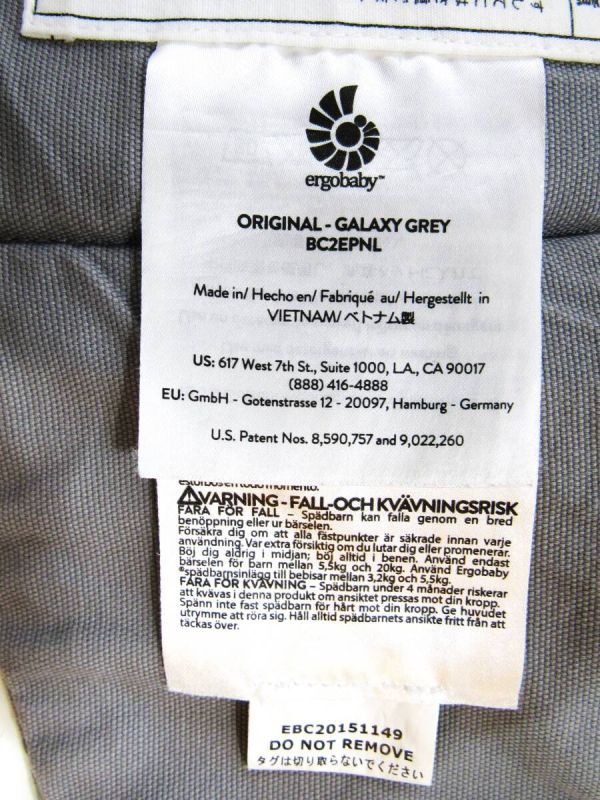 ergobaby™
ORIGINAL - GALAXY GREY
BC2EPNL
Made in/ Hecho en/ Fabriqué au/ Hergestellt in
VIETNAM/ ベトナム製
US: 617 West 7th St., Suite 1000, L.A., CA 90017
(888) 416-4888
EU: GmbH - Gotenstrasse 12 - 20097, Hamburg - Germany
U.S. Patent Nos. 8,590,757 and 9,022,260
estorbos en todo momento.
VARNING - FALL-OCH KVÄVNINGSRISK
FARA FÖR FALL – Spädbarn kan falla genom en bred
benöppning eller ur bärselen.
Försäkra dig om att alla fästpunkter är säkrade innan varje
användning. Var extra försiktig om du lutar dig eller promenerar.
Böj dig aldrig i midjan; böj alltid i benen. Använd endast
bärselen för barn mellan 5,5kg och 20kg. Använd Ergobaby
®spädbarnsinlägg till bebisar mellan 3,2kg och 5,5kg.
FARA FÖR KVÄVNING – Spädbarn under 4 månader riskerar
att kvävas i denna produkt om ansiktet pressas mot din kropp.
Spänn inte fast spädbarn för hårt mot din kropp. Ge huvudet
utrymme att röra sig. Håll alltid spädbarnets ansikte fritt från att
täckas över.
EBC20151149
DO NOT REMOVE
タグは切り取らないでください